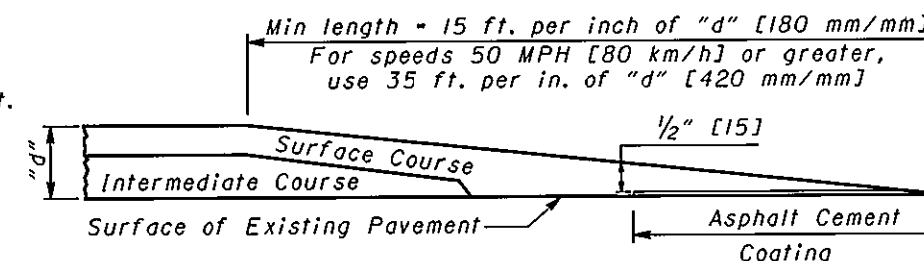 Min length = 15 ft. per inch of "d" [180 mm/mm]
For speeds 50 MPH [80 km/h] or greater,
use 35 ft. per in. of "d" [420 mm/mm]
t.
1/2" [15]
"d"
Surface Course
Intermediate Course
Surface of Existing Pavement
Asphalt Cement
Coating